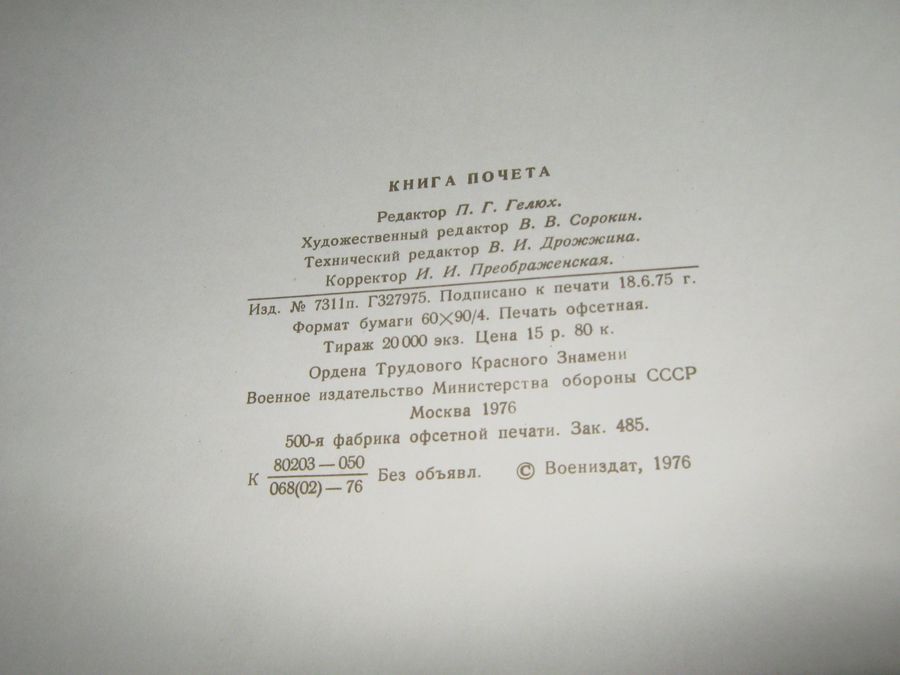 КНИГА ПОЧЕТА
Редактор П. Г. Гелюх.
Художественный редактор В. В. Сорокин.
Технический редактор В. И. Дрожжина.
Корректор И. И. Преображенская.
Изд. № 7311п. Г327975. Подписано к печати 18.6.75 г.
Формат бумаги 60×90/4. Печать офсетная.
Тираж 20 000 экз. Цена 15 р. 80 к.
Ордена Трудового Красного Знамени
Военное издательство Министерства обороны СССР
Москва 1976
500-я фабрика офсетной печати. Зак. 485.
К 80203—050
068(02)—76 Без объявл. © Воениздат, 1976